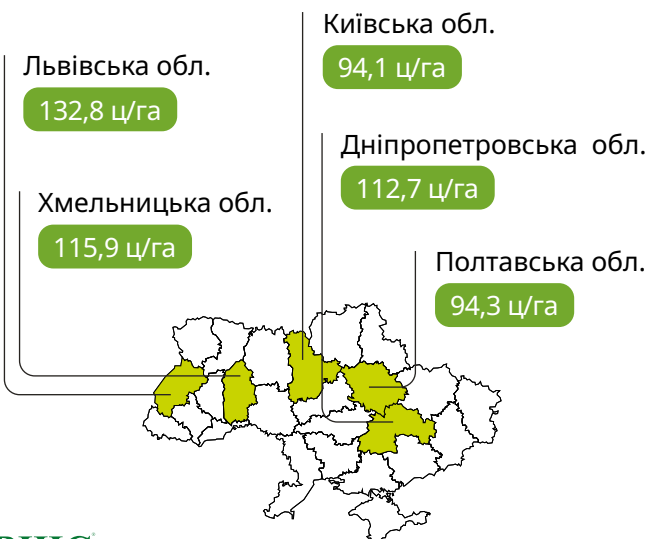 Київська обл.
94,1 ц/га
Львівська обл.
132,8 ц/га
Дніпропетровська обл.
112,7 ц/га
Хмельницька обл.
115,9 ц/га
Полтавська обл.
94,3 ц/га